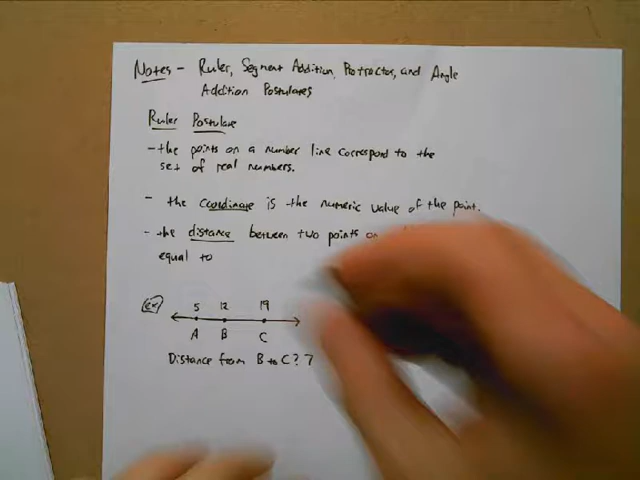 Notes - Ruler, Segment Addition, Protractor, and Angle
Addition Postulates
Ruler Postulate
- the points on a number line correspond to the
set of real numbers.
- the coordinate is the numeric value of the point.
- the distance between two points on
equal to
ex
5 12 19
A B C
Distance from B to C? 7